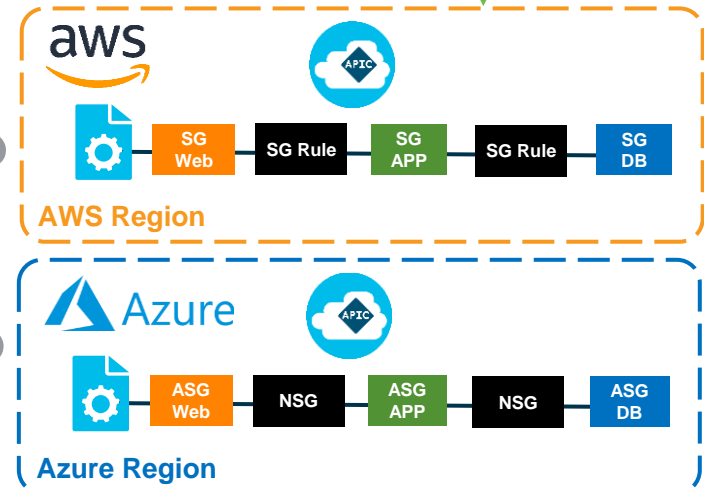 aws
APIC
SG
Web
SG Rule
SG
APP
SG Rule
SG
DB
AWS Region
Azure
APIC
ASG
Web
NSG
ASG
APP
NSG
ASG
DB
Azure Region